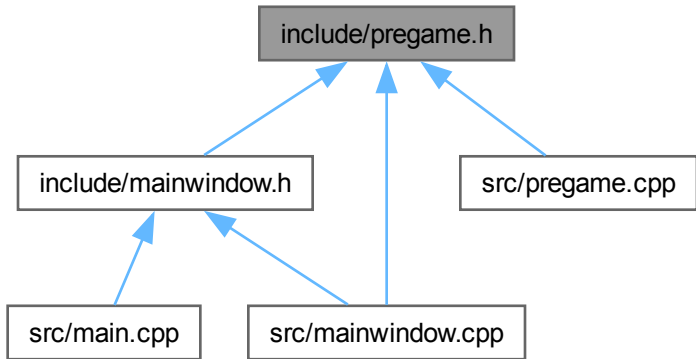 include/pregame.h
include/mainwindow.h
src/pregame.cpp
src/main.cpp
src/mainwindow.cpp